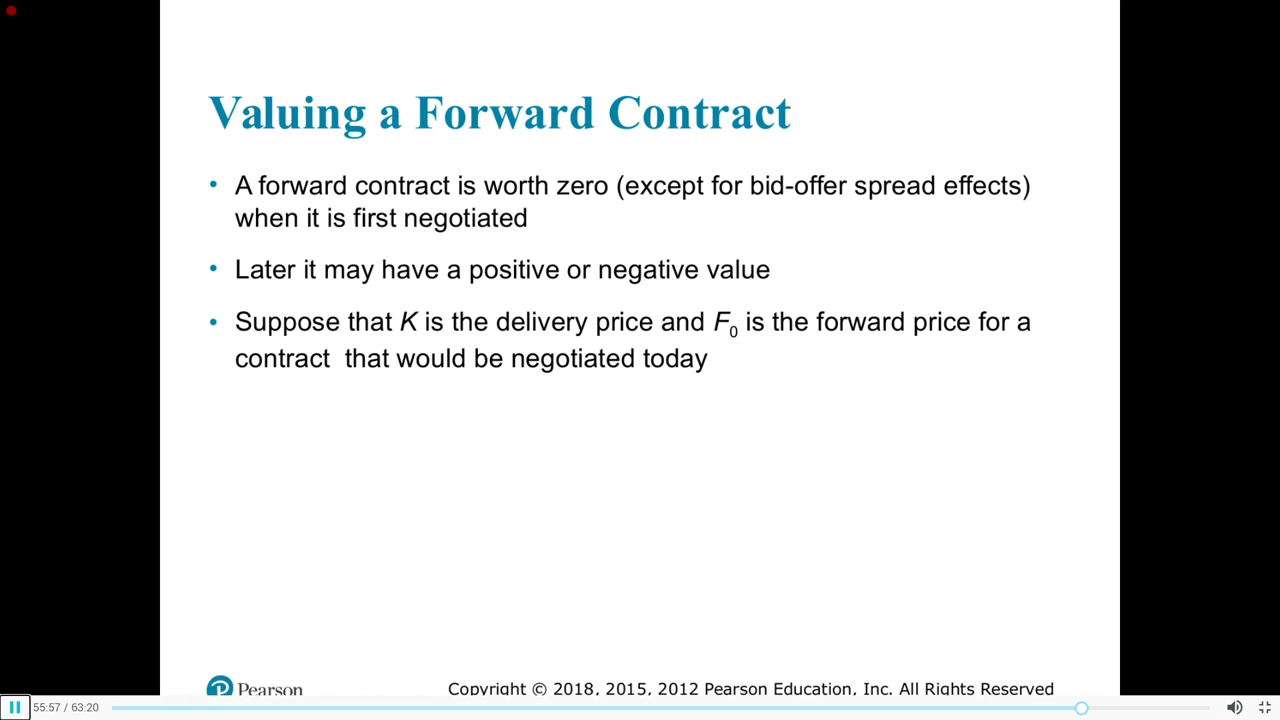 Valuing a Forward Contract
• A forward contract is worth zero (except for bid-offer spread effects)
when it is first negotiated
• Later it may have a positive or negative value
• Suppose that K is the delivery price and F0 is the forward price for a
contract that would be negotiated today
Pearson
Copyright © 2018, 2015, 2012 Pearson Education, Inc. All Rights Reserved
55:57 / 63:20